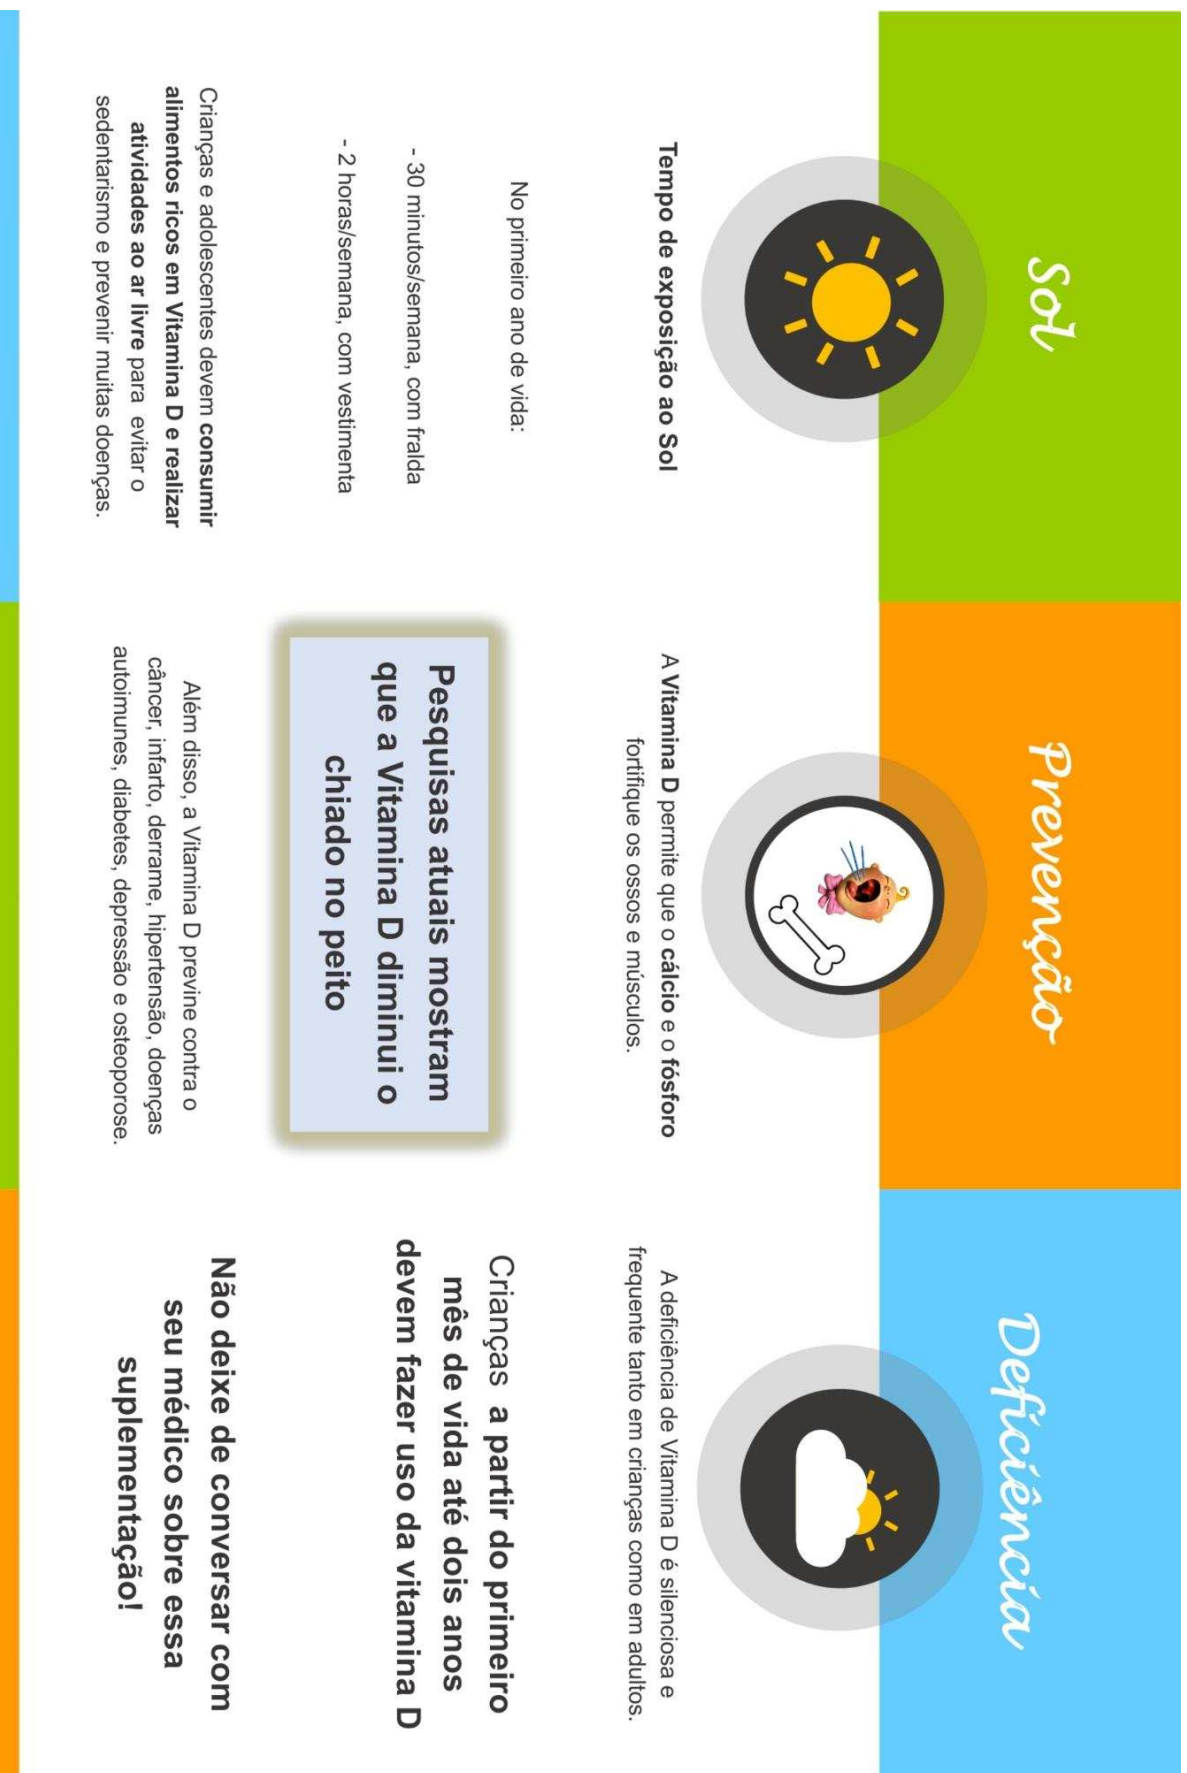 Sol
Tempo de exposição ao Sol
No primeiro ano de vida:
- 30 minutos/semana, com fralda
- 2 horas/semana, com vestimenta
Crianças e adolescentes devem consumir
alimentos ricos em Vitamina D e realizar
atividades ao ar livre para evitar o
sedentarismo e prevenir muitas doenças.
Prevenção
A Vitamina D permite que o cálcio e o fósforo
fortifique os ossos e músculos.
Pesquisas atuais mostram
que a Vitamina D diminui o
chiado no peito
Além disso, a Vitamina D previne contra o
câncer, infarto, derrame, hipertensão, doenças
autoimunes, diabetes, depressão e osteoporose.
Deficiência
A deficiência de Vitamina D é silenciosa e
frequente tanto em crianças como em adultos.
Crianças a partir do primeiro
mês de vida até dois anos
devem fazer uso da vitamina D
Não deixe de conversar com
seu médico sobre essa
suplementação!